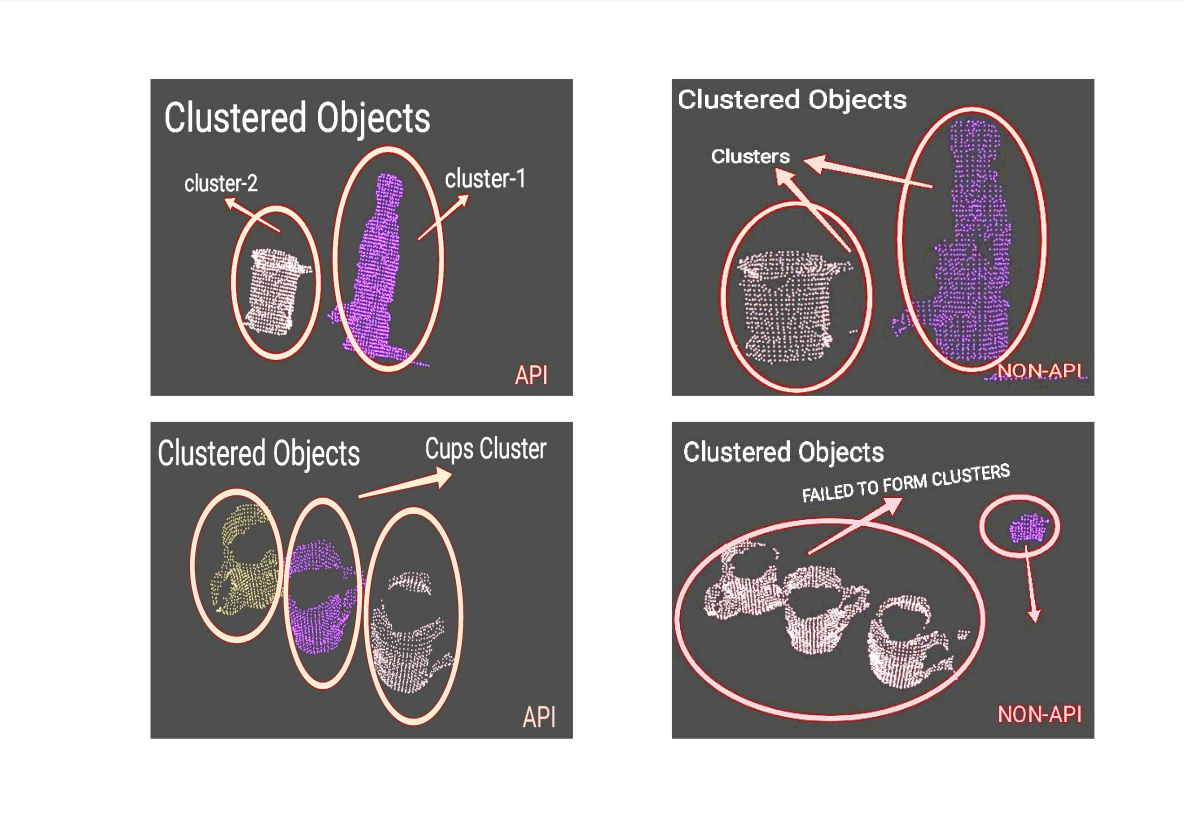 Clustered Objects
cluster-2
cluster-1
API
Clustered Objects
Clusters
NON-API
Clustered Objects
Cups Cluster
API
Clustered Objects
FAILED TO FORM CLUSTERS
NON-API